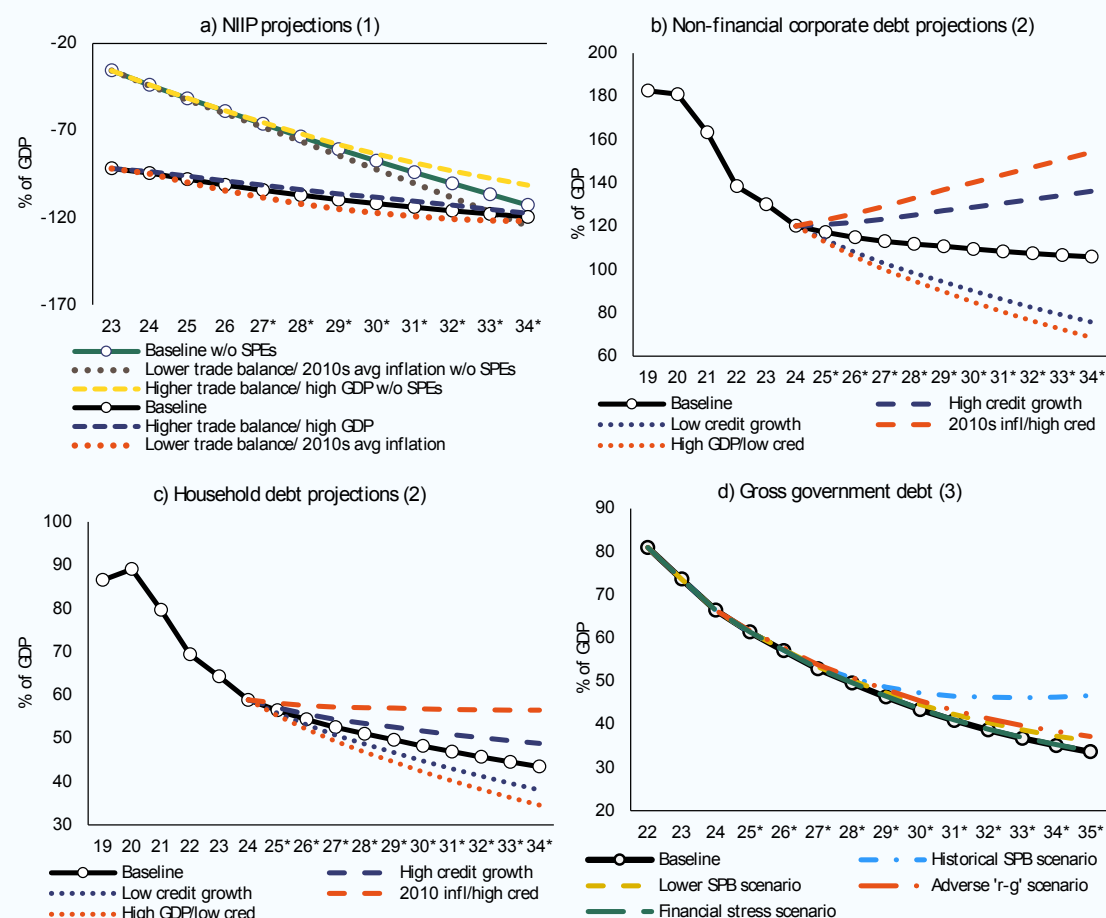 a) NIIP projections (1)
-20
-70
-120
-170
% of GDP
23 24 25 26 27* 28* 29* 30* 31* 32* 33* 34*
Baseline w/o SPEs
Lower trade balance/ 2010s avg inflation w/o SPEs
Higher trade balance/ high GDP w/o SPEs
Baseline
Higher trade balance/ high GDP
Lower trade balance/ 2010s avg inflation
b) Non-financial corporate debt projections (2)
200
180
160
140
120
100
80
60
% of GDP
19 20 21 22 23 24 25* 26* 27* 28* 29* 30* 31* 32* 33* 34*
Baseline High credit growth
Low credit growth 2010s infl/high cred
High GDP/low cred
c) Household debt projections (2)
100
90
80
70
60
50
40
30
% of GDP
19 20 21 22 23 24 25* 26* 27* 28* 29* 30* 31* 32* 33* 34*
Baseline High credit growth
Low credit growth 2010 infl/high cred
High GDP/low cred
d) Gross government debt (3)
90
80
70
60
50
40
30
20
% of GDP
22 23 24 25* 26* 27* 28* 29* 30* 31* 32* 33* 34* 35*
Baseline Historical SPB scenario
Lower SPB scenario Adverse 'r-g' scenario
Financial stress scenario